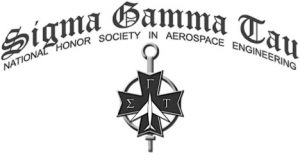 Sigma Gamma Tau
NATIONAL HONOR SOCIETY IN AEROSPACE ENGINEERING
Γ
Σ Τ